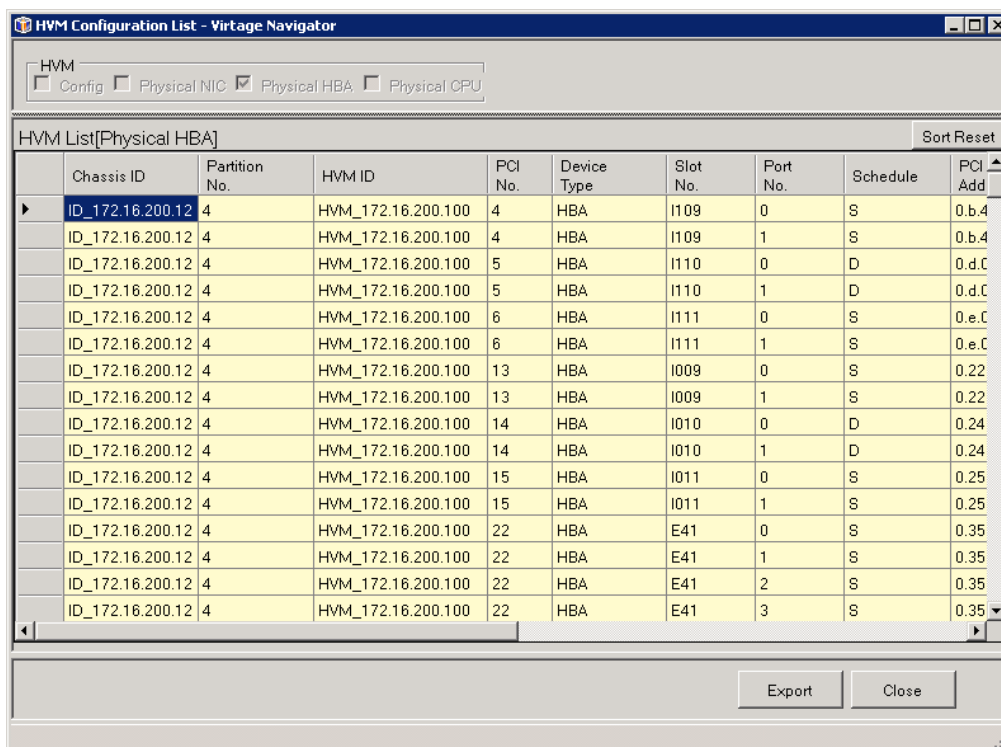 HVM Configuration List - Virtage Navigator
HVM
Config Physical NIC Physical HBA Physical CPU
HVM List[Physical HBA] Sort Reset
Chassis ID Partition No. HVM ID PCI No. Device Type Slot No. Port No. Schedule PCI Add
ID_172.16.200.12 4 HVM_172.16.200.100 4 HBA I109 0 S 0.b.4
ID_172.16.200.12 4 HVM_172.16.200.100 4 HBA I109 1 S 0.b.4
ID_172.16.200.12 4 HVM_172.16.200.100 5 HBA I110 0 D 0.d.0
ID_172.16.200.12 4 HVM_172.16.200.100 5 HBA I110 1 D 0.d.0
ID_172.16.200.12 4 HVM_172.16.200.100 6 HBA I111 0 S 0.e.0
ID_172.16.200.12 4 HVM_172.16.200.100 6 HBA I111 1 S 0.e.0
ID_172.16.200.12 4 HVM_172.16.200.100 13 HBA I009 0 S 0.22
ID_172.16.200.12 4 HVM_172.16.200.100 13 HBA I009 1 S 0.22
ID_172.16.200.12 4 HVM_172.16.200.100 14 HBA I010 0 D 0.24
ID_172.16.200.12 4 HVM_172.16.200.100 14 HBA I010 1 D 0.24
ID_172.16.200.12 4 HVM_172.16.200.100 15 HBA I011 0 S 0.25
ID_172.16.200.12 4 HVM_172.16.200.100 15 HBA I011 1 S 0.25
ID_172.16.200.12 4 HVM_172.16.200.100 22 HBA E41 0 S 0.35
ID_172.16.200.12 4 HVM_172.16.200.100 22 HBA E41 1 S 0.35
ID_172.16.200.12 4 HVM_172.16.200.100 22 HBA E41 2 S 0.35
ID_172.16.200.12 4 HVM_172.16.200.100 22 HBA E41 3 S 0.35
Export Close